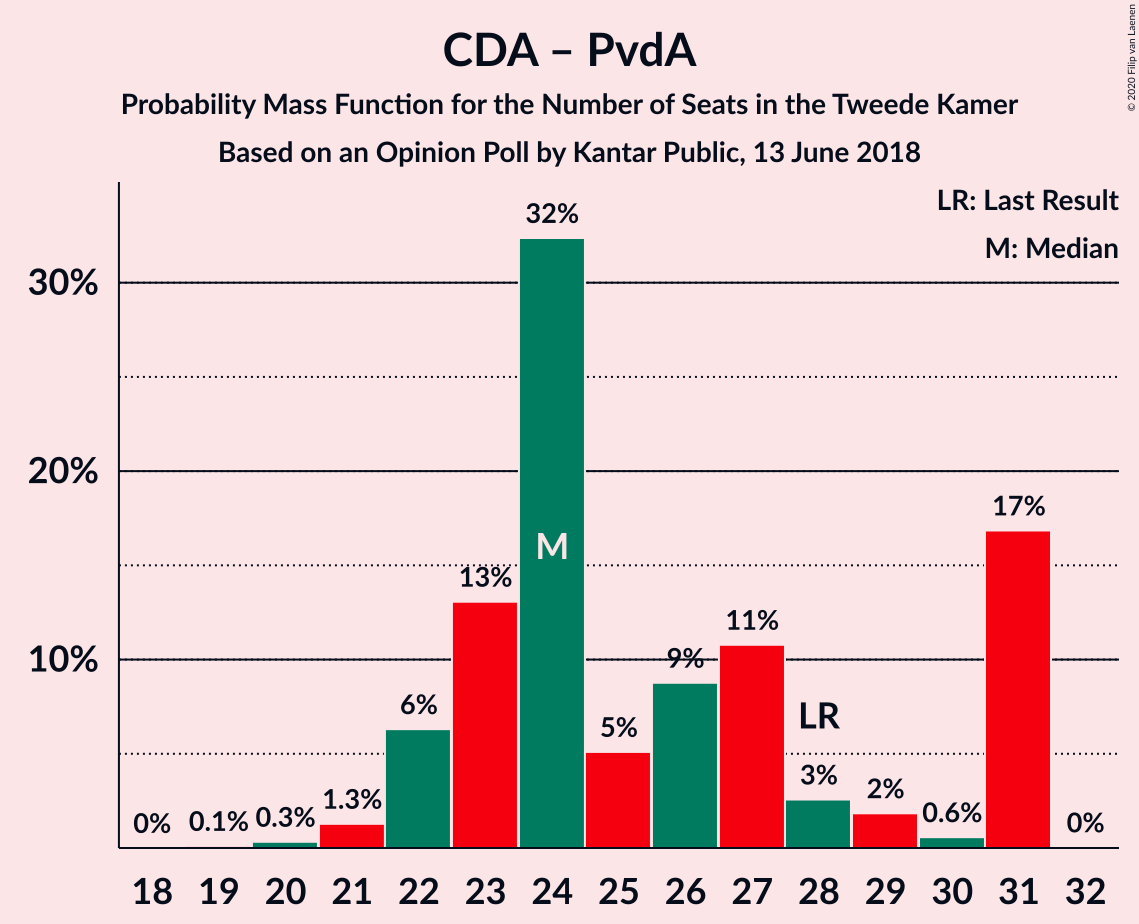 CDA – PvdA
Probability Mass Function for the Number of Seats in the Tweede Kamer
Based on an Opinion Poll by Kantar Public, 13 June 2018
© 2020 Filip van Laenen
LR: Last Result
M: Median
30%
20%
10%
0%
0.1%
0.3%
1.3%
6%
13%
32%
M
5%
9%
11%
LR
3%
2%
0.6%
17%
0%
18 19 20 21 22 23 24 25 26 27 28 29 30 31 32